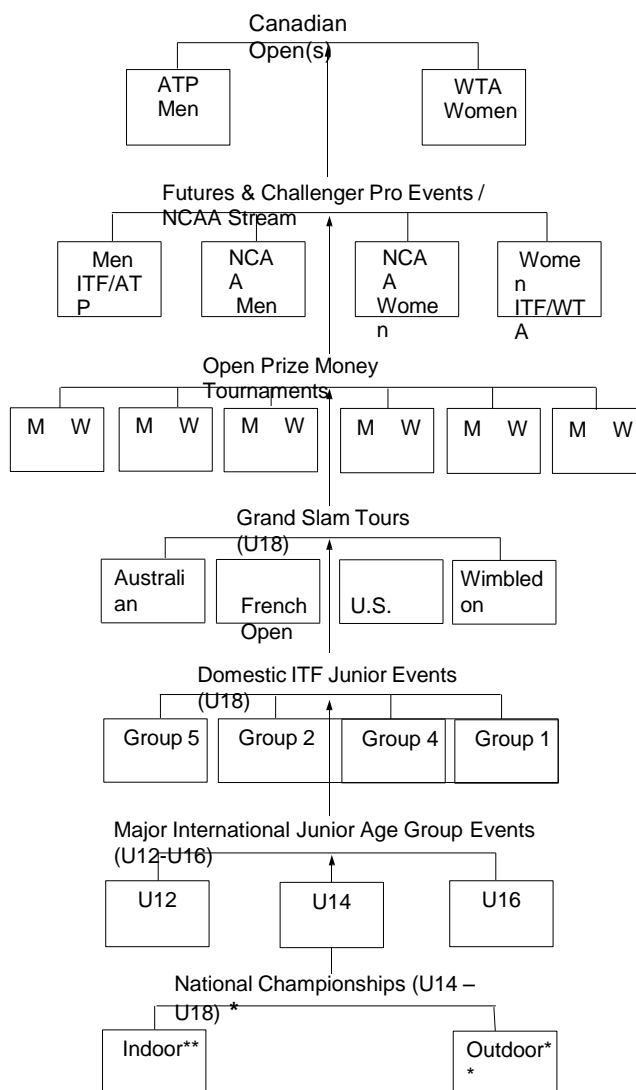 Canadian
Open(s)
ATP
Men
WTA
Women
Futures & Challenger Pro Events /
NCAA Stream
Men
ITF/AT
P
NCA
A
Men
NCA
A
Wome
n
Wome
n
ITF/WT
A
Open Prize Money
Tournaments
M W
M W
M W
M W
M W
M W
Grand Slam Tours
(U18)
Australi
an
French
Open
U.S.
Wimbled
on
Domestic ITF Junior Events
(U18)
Group 5
Group 2
Group 4
Group 1
Major International Junior Age Group Events
(U12-U16)
U12
U14
U16
National Championships (U14 –
U18) *
Indoor**
Outdoor*
*